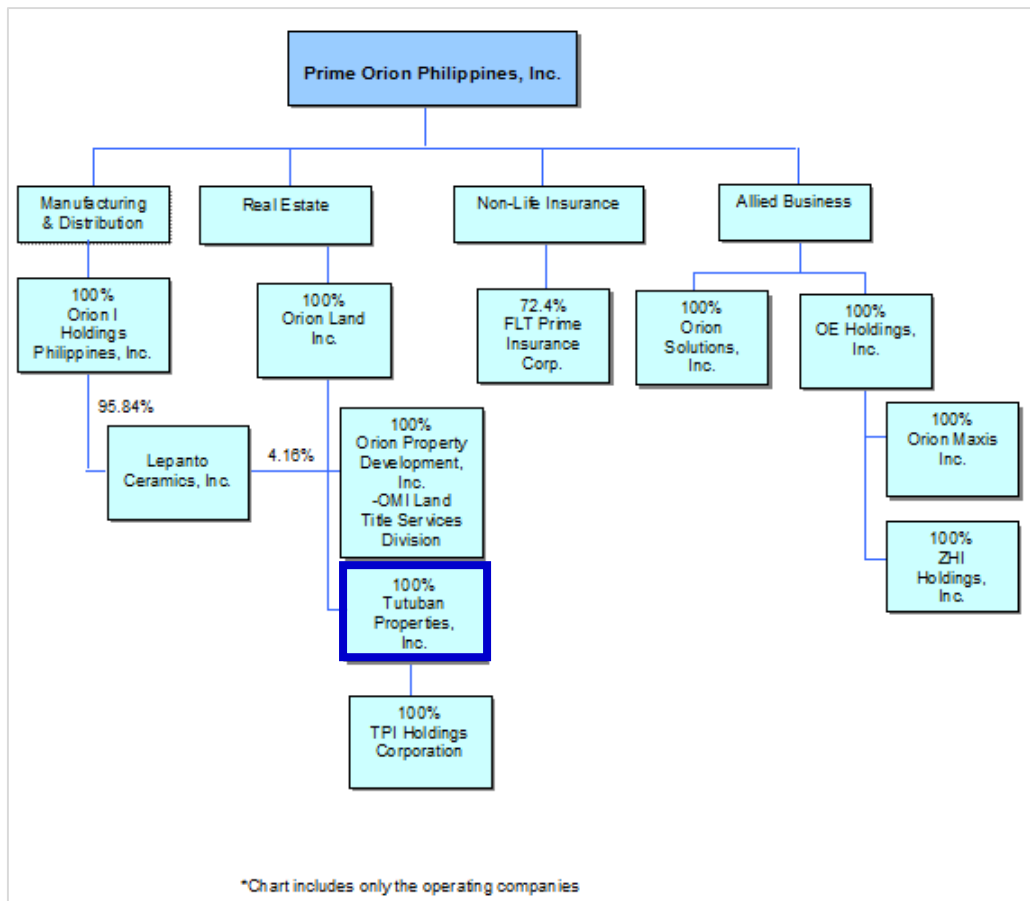 Prime Orion Philippines, Inc.
Manufacturing
& Distribution
Real Estate
Non-Life Insurance
Allied Business
100%
Orion I
Holdings
Philippines, Inc.
100%
Orion Land
Inc.
72.4%
FLT Prime
Insurance
Corp.
100%
Orion
Solutions,
Inc.
100%
OE Holdings,
Inc.
95.84%
Lepanto
Ceramics, Inc.
4.16%
100%
Orion Property
Development,
Inc.
-OMI Land
Title Services
Division
100%
Orion Maxis
Inc.
100%
ZHI
Holdings,
Inc.
100%
Tutuban
Properties,
Inc.
100%
TPI Holdings
Corporation
*Chart includes only the operating companies